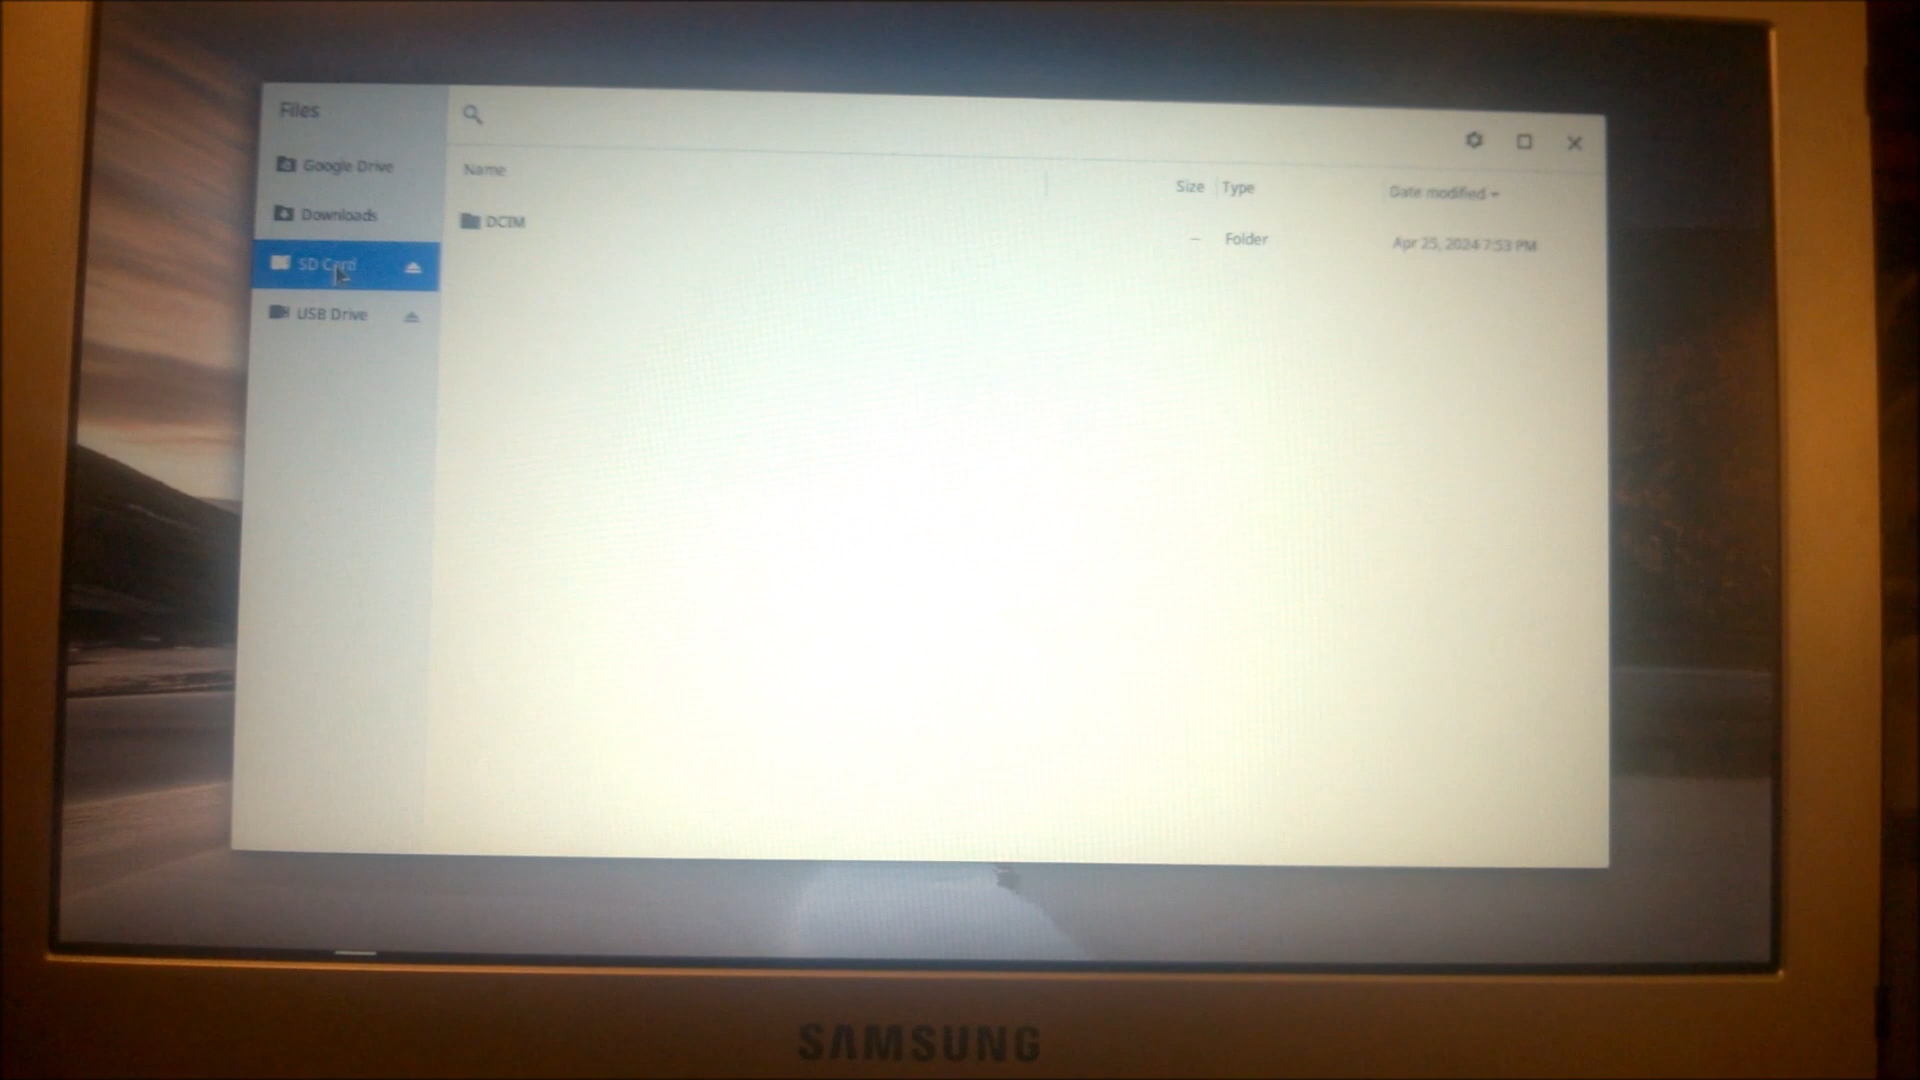 Files
Google Drive
Downloads
SD Card
USB Drive
Name Size Type Date modified
DCIM – Folder Apr 25, 2024 7:53 PM
SAMSUNG